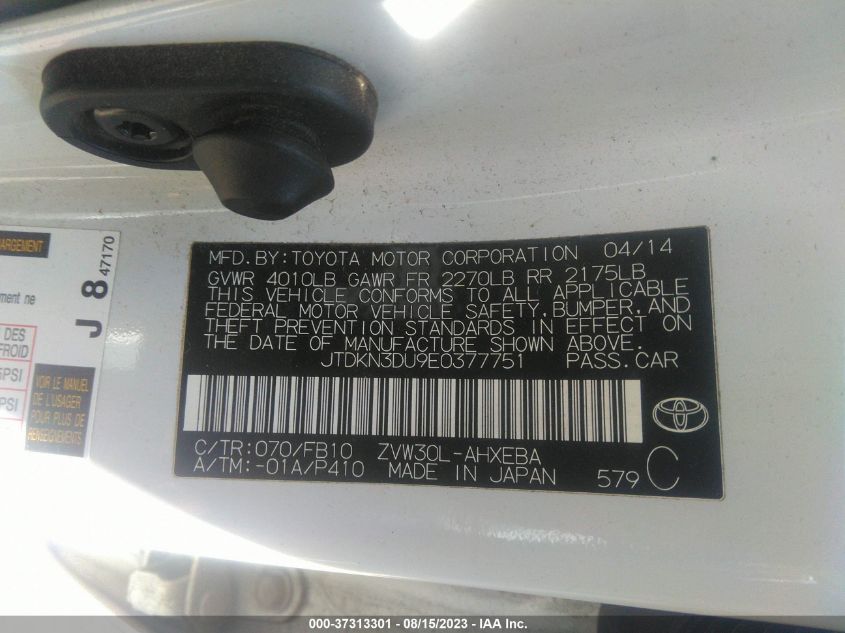 MFD.BY:TOYOTA MOTOR CORPORATION 04/14
GVWR 4010LB GAWR FR 2270LB RR 2175LB
THIS VEHICLE CONFORMS TO ALL APPLICABLE
FEDERAL MOTOR VEHICLE SAFETY,BUMPER,AND
THEFT PREVENTION STANDARDS IN EFFECT ON
THE DATE OF MANUFACTURE SHOWN ABOVE.
JTDKN3DU9E0377751 PASS.CAR
C/TR:070/FB10 ZVW30L-AHXEBA
A/TM:-01A/P410 MADE IN JAPAN 579 C
J 8 47170
ment ne
DES
FROID
PSI
PSI
VOIR LE MANUEL
DE L'USAGER
POUR PLUS DE
RENSEIGNEMENTS
000-37313301 - 08/15/2023 - IAA Inc.